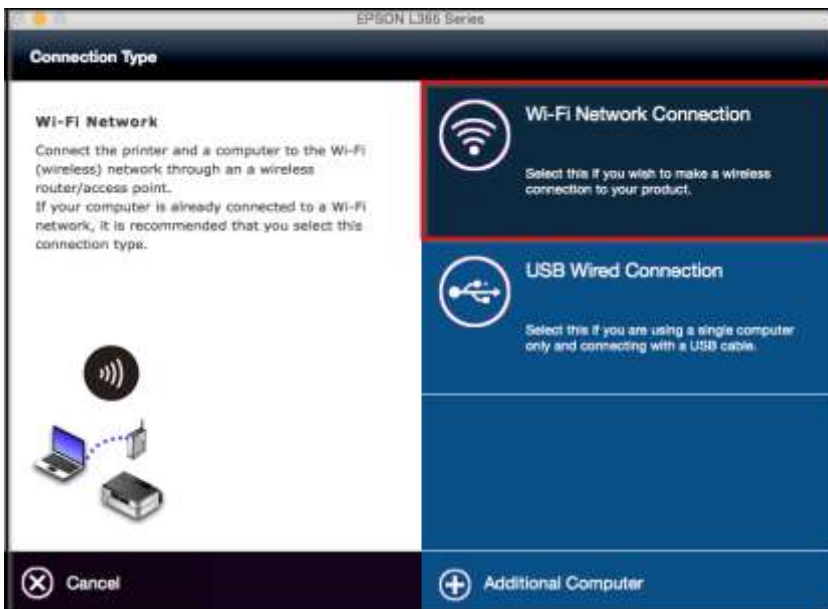 EPSON L365 Series
Connection Type
Wi-Fi Network
Connect the printer and a computer to the Wi-Fi
(wireless) network through an a wireless
router/access point.
If your computer is already connected to a Wi-Fi
network, it is recommended that you select this
connection type.
Wi-Fi Network Connection
Select this if you wish to make a wireless
connection to your product.
USB Wired Connection
Select this if you are using a single computer
only and connecting with a USB cable.
Cancel
Additional Computer